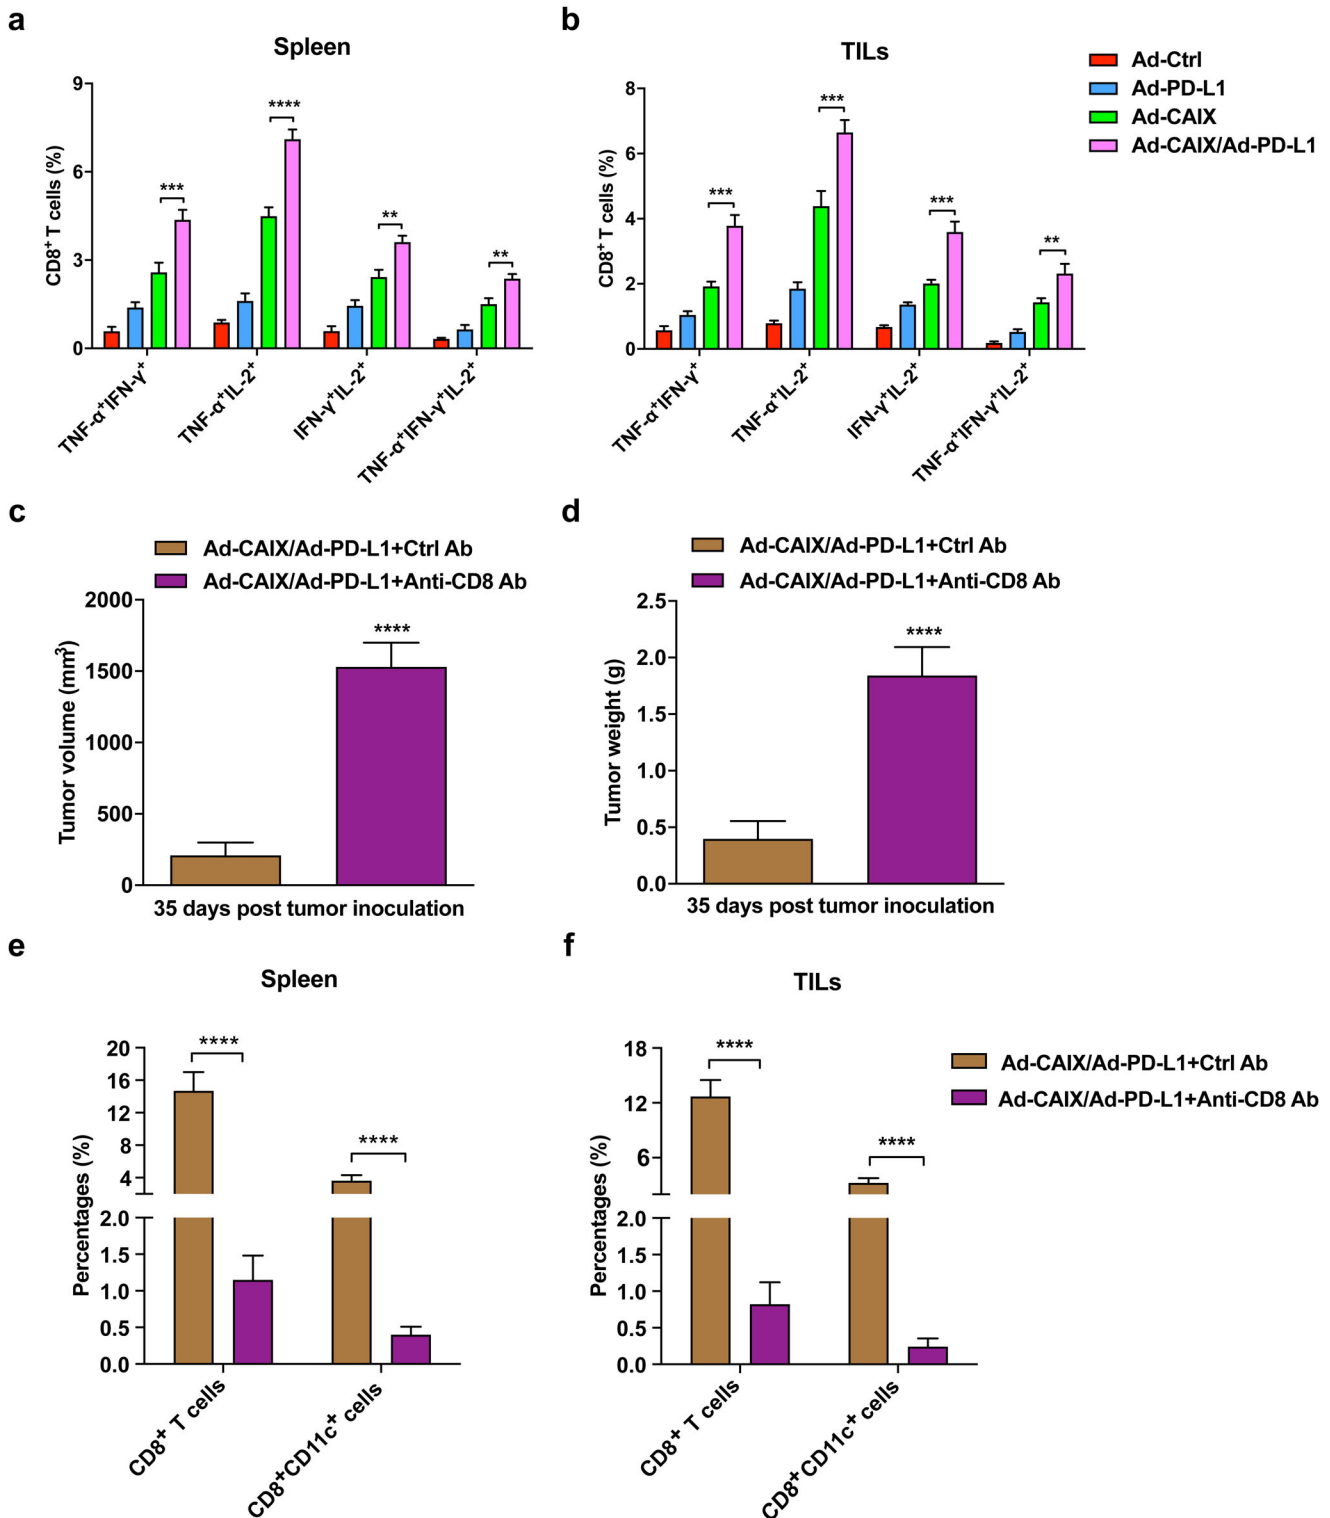 a
Spleen
CD8⁺ T cells (%)
9
6
3
0
***
****
**
**
TNF-α⁺IFN-γ⁺
TNF-α⁺IL-2⁺
IFN-γ⁺IL-2⁺
TNF-α⁺IFN-γ⁺IL-2⁺
b
TILs
CD8⁺ T cells (%)
8
6
4
2
0
***
***
***
**
TNF-α⁺IFN-γ⁺
TNF-α⁺IL-2⁺
IFN-γ⁺IL-2⁺
TNF-α⁺IFN-γ⁺IL-2⁺
Ad-Ctrl
Ad-PD-L1
Ad-CAIX
Ad-CAIX/Ad-PD-L1
c
Ad-CAIX/Ad-PD-L1+Ctrl Ab
Ad-CAIX/Ad-PD-L1+Anti-CD8 Ab
Tumor volume (mm³)
2000
1500
1000
500
0
****
35 days post tumor inoculation
d
Ad-CAIX/Ad-PD-L1+Ctrl Ab
Ad-CAIX/Ad-PD-L1+Anti-CD8 Ab
Tumor weight (g)
2.5
2.0
1.5
1.0
0.5
0.0
****
35 days post tumor inoculation
e
Spleen
Percentages (%)
20
16
12
8
4
2.0
1.5
1.0
0.5
0.0
****
****
CD8⁺ T cells
CD8⁺CD11c⁺ cells
f
TILs
Percentages (%)
18
12
6
2.0
1.5
1.0
0.5
0.0
****
****
CD8⁺ T cells
CD8⁺CD11c⁺ cells
Ad-CAIX/Ad-PD-L1+Ctrl Ab
Ad-CAIX/Ad-PD-L1+Anti-CD8 Ab